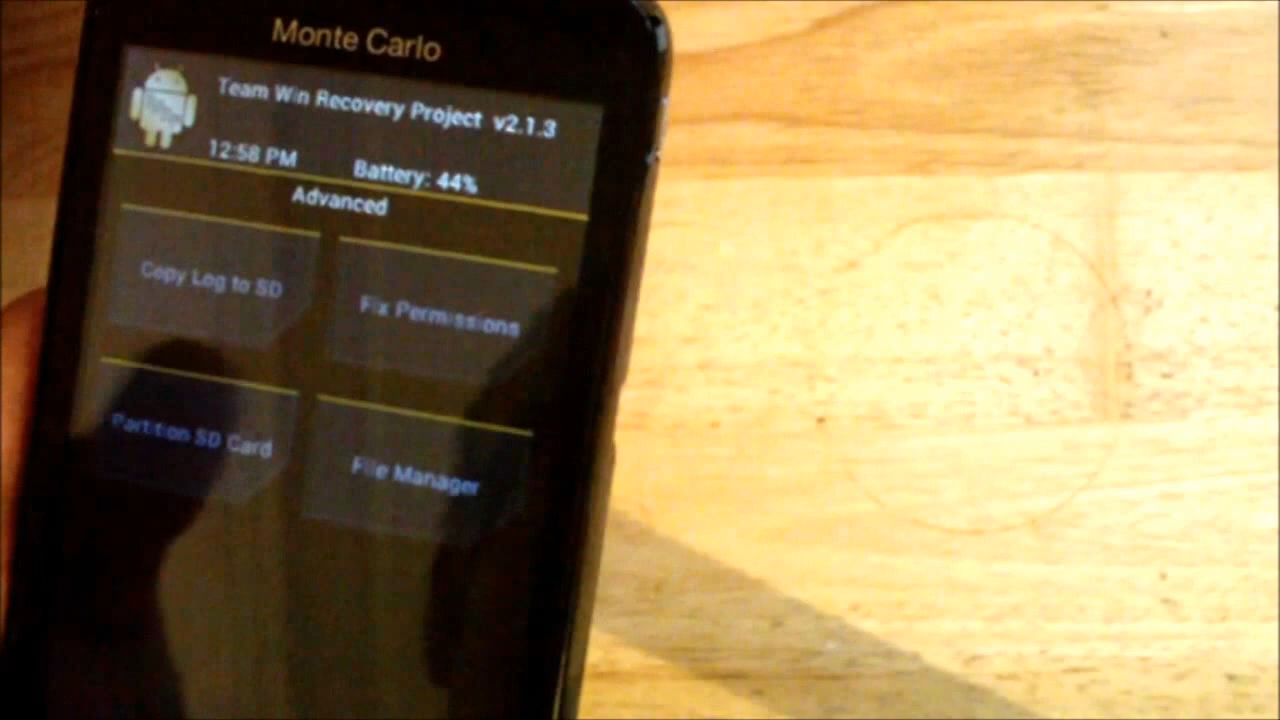 Monte Carlo
Team Win Recovery Project v2.1.3
12:58 PM Battery: 44%
Advanced
Copy Log to SD
Fix Permissions
Partition SD Card
File Manager